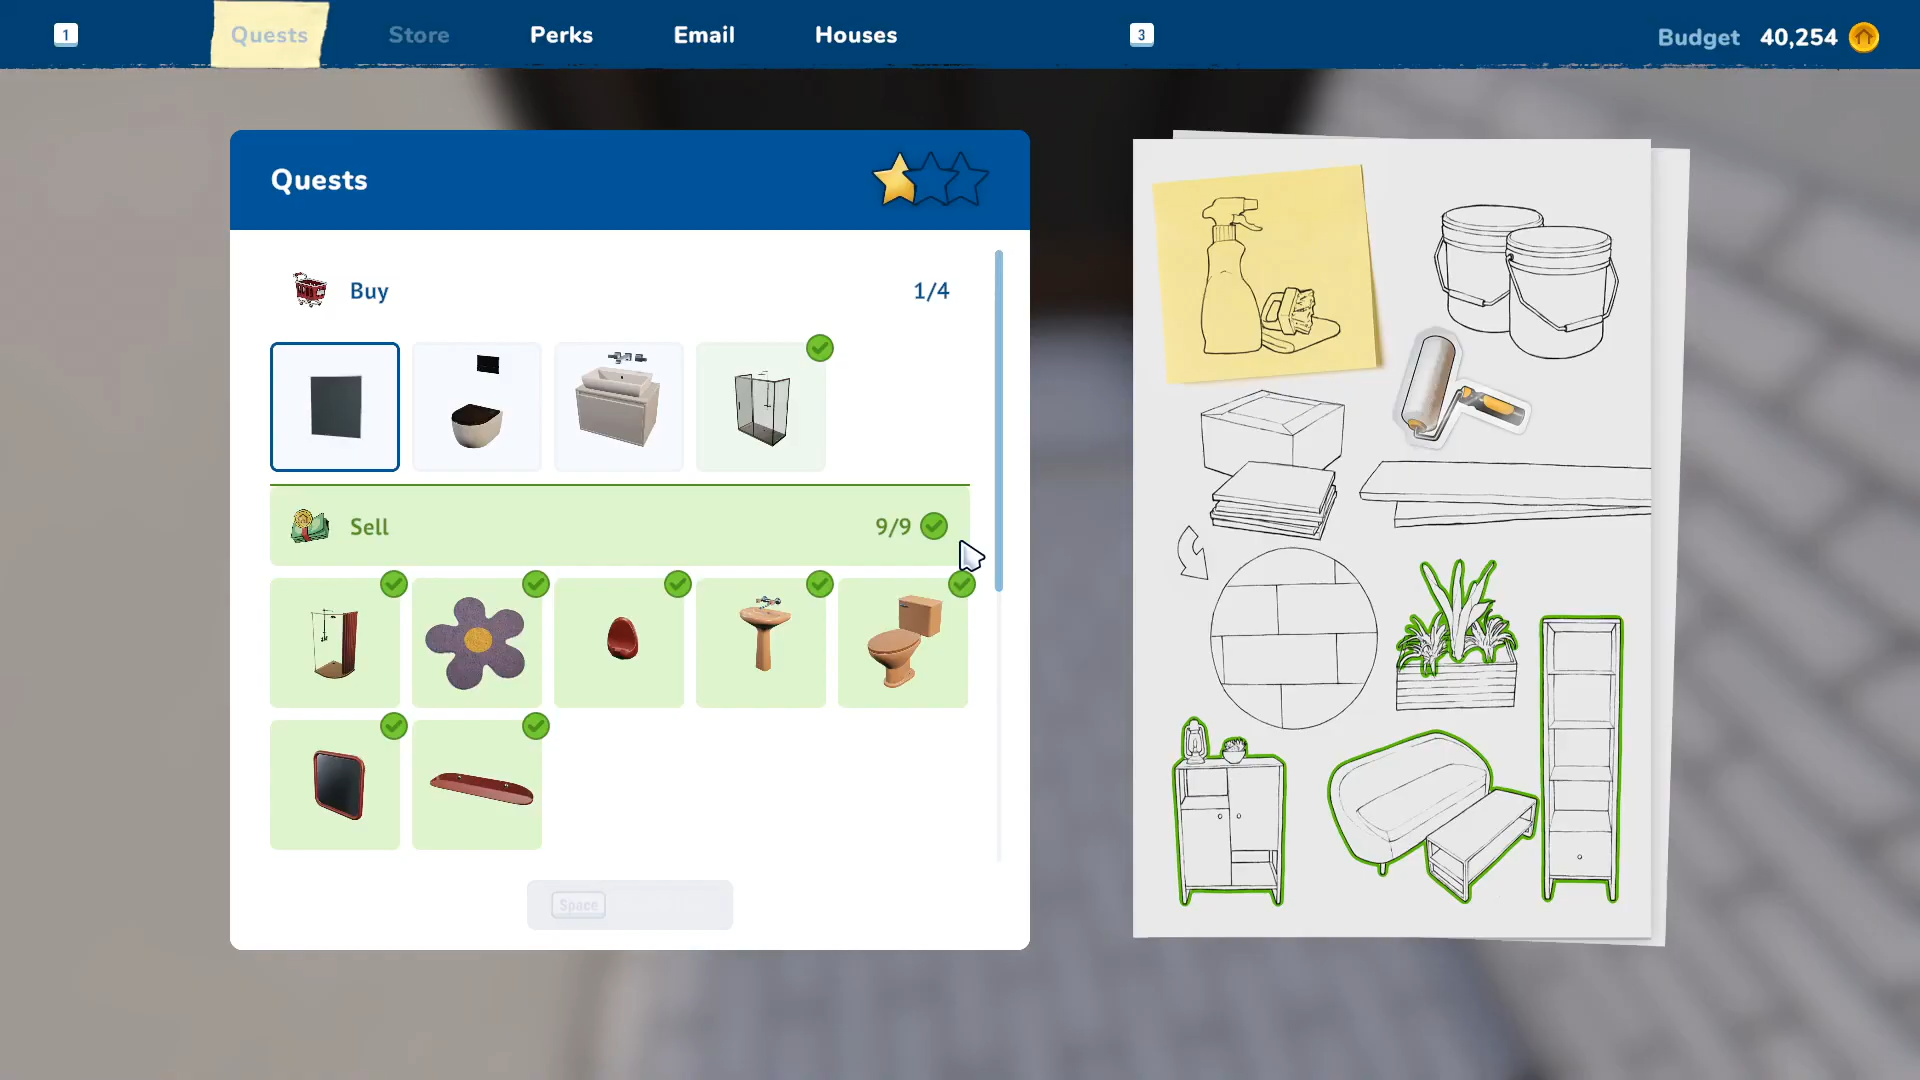 1
Quests
Store
Perks
Email
Houses
3
Budget 40,254
Quests
Buy
1/4
Sell
9/9
Space